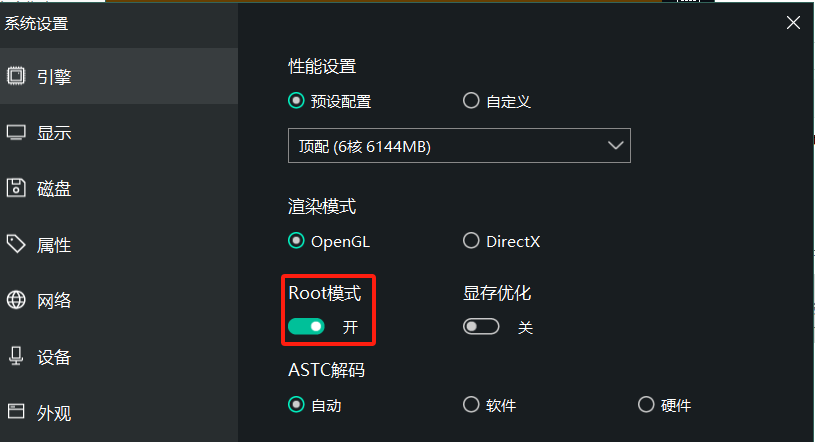 系统设置
引擎
显示
磁盘
属性
网络
设备
外观
性能设置
预设配置 自定义
顶配 (6核 6144MB)
渲染模式
OpenGL DirectX
Root模式 显存优化
开 关
ASTC解码
自动 软件 硬件